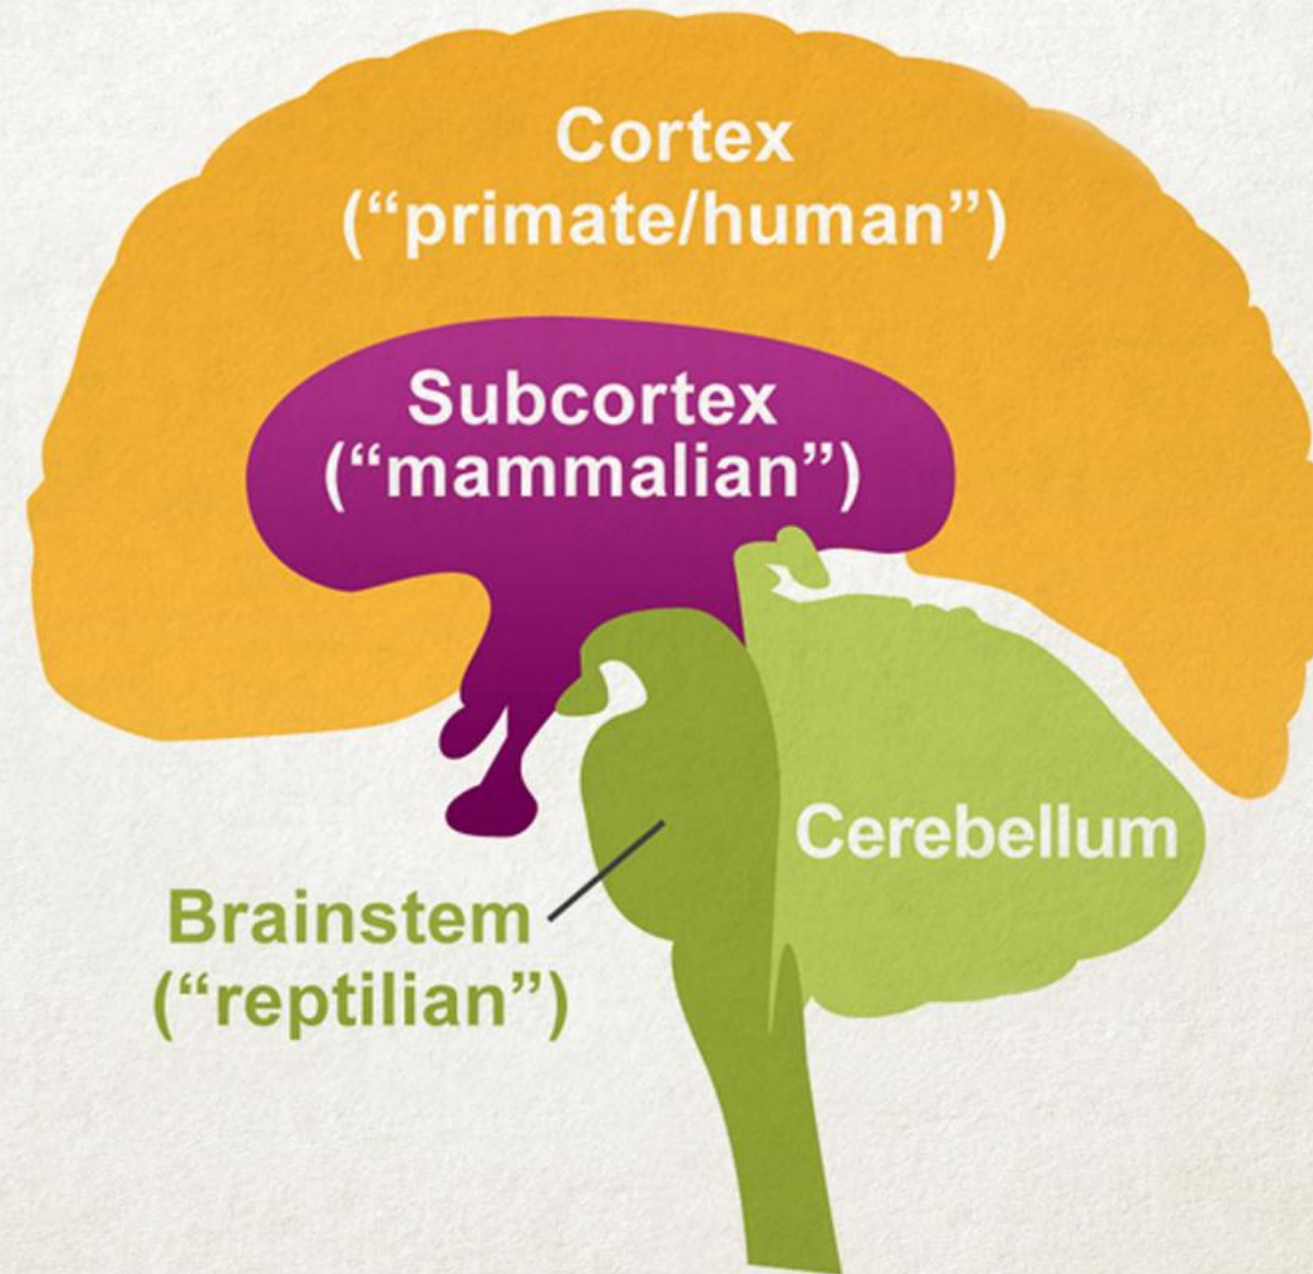 Cortex
(“primate/human”)
Subcortex
(“mammalian”)
Cerebellum
Brainstem
(“reptilian”)